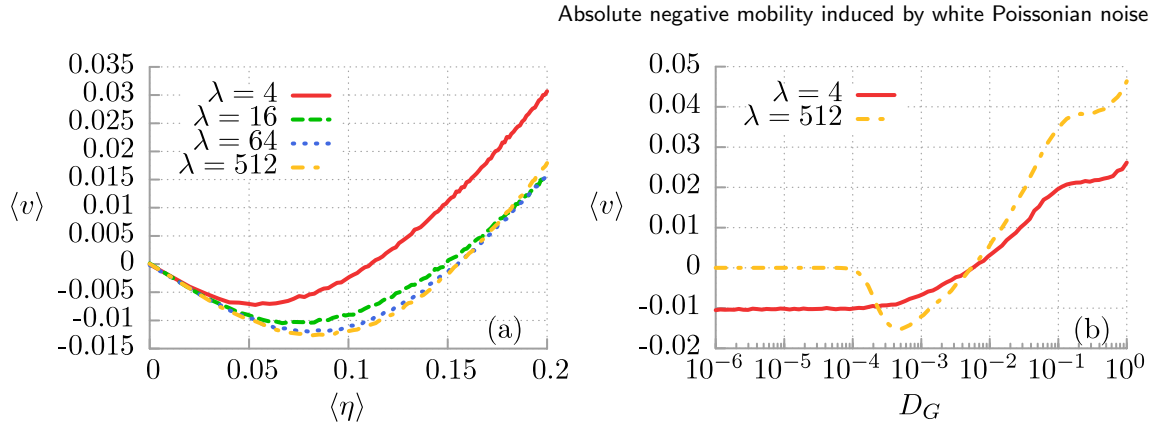 Absolute negative mobility induced by white Poissonian noise
0.035
0.03
0.025
0.02
0.015
0.01
0.005
0
-0.005
-0.01
-0.015
⟨v⟩
λ = 4
λ = 16
λ = 64
λ = 512
(a)
0 0.05 0.1 0.15 0.2
⟨η⟩
0.05
0.04
0.03
0.02
0.01
0
-0.01
-0.02
⟨v⟩
λ = 4
λ = 512
(b)
10⁻⁶ 10⁻⁵ 10⁻⁴ 10⁻³ 10⁻² 10⁻¹ 10⁰
D_G